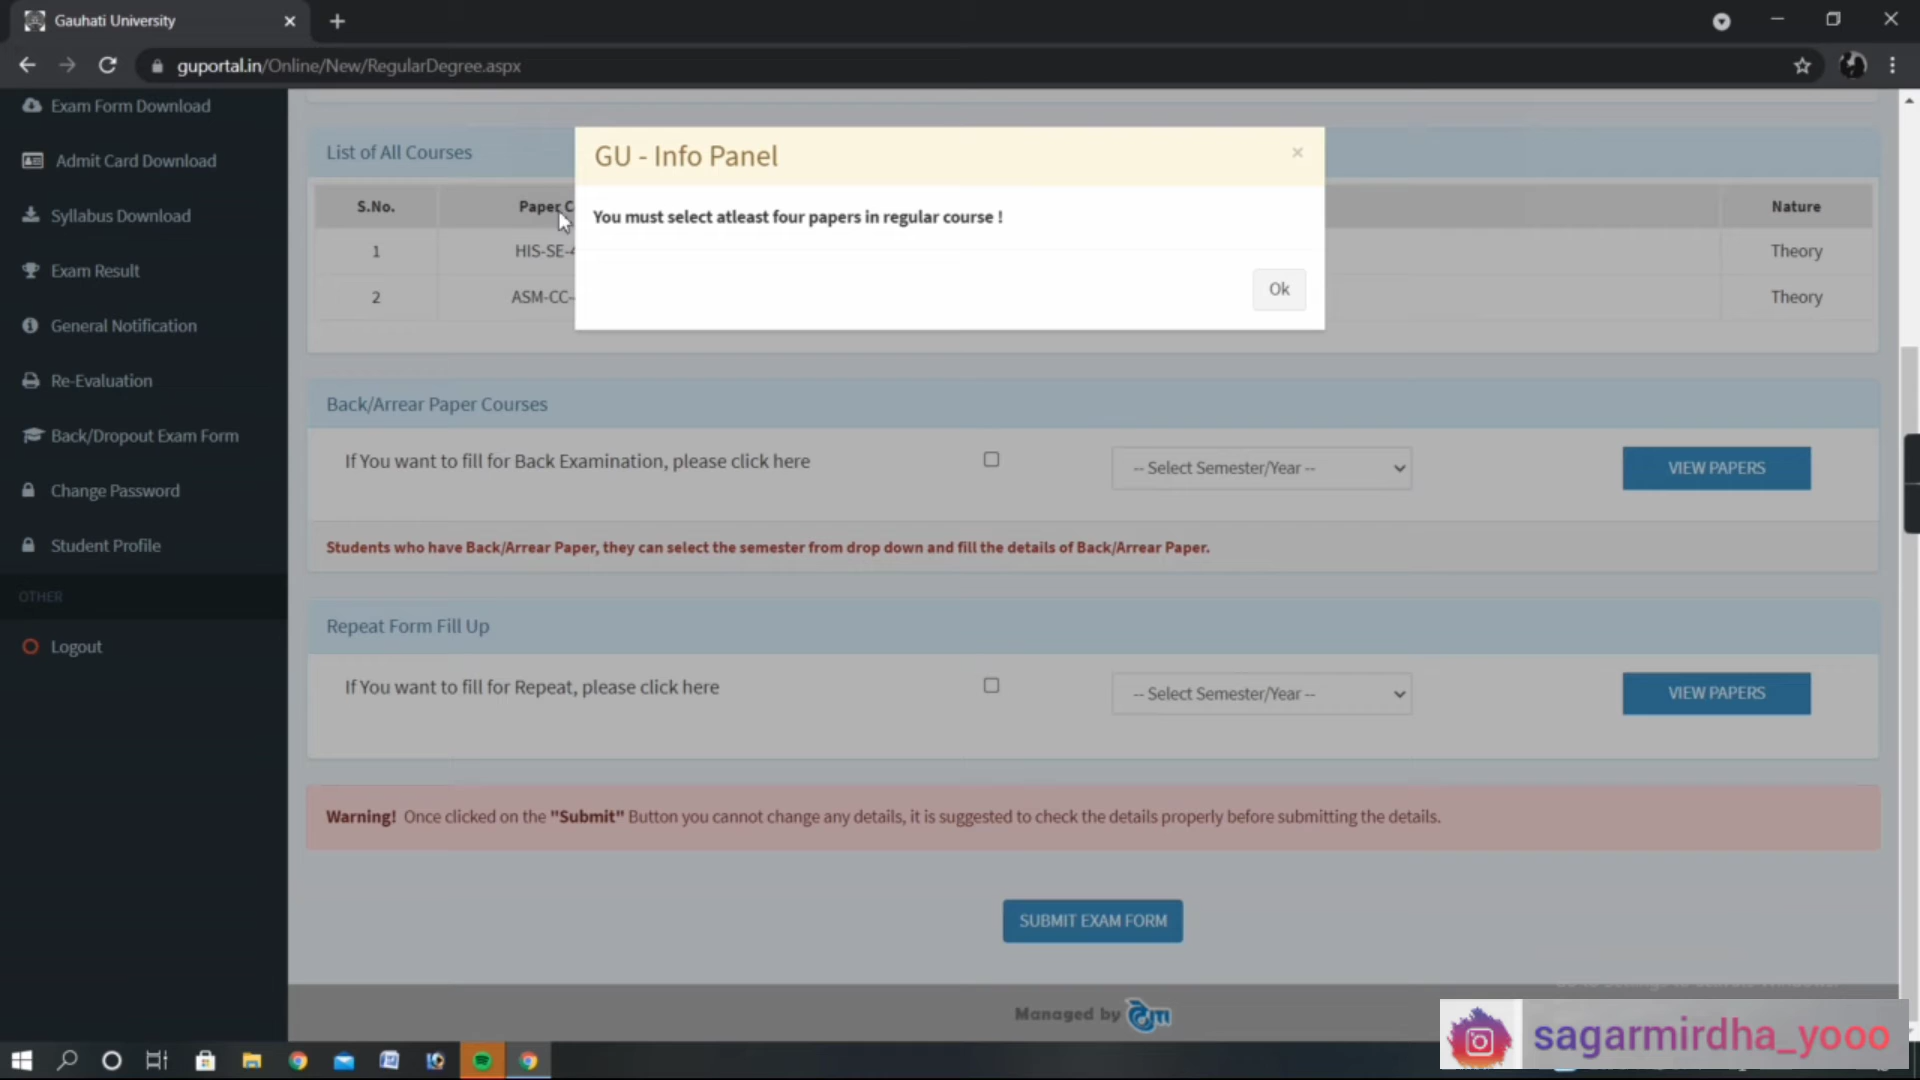 Gauhati University
guportal.in/Online/New/RegularDegree.aspx
Exam Form Download
Admit Card Download
Syllabus Download
Exam Result
General Notification
Re-Evaluation
Back/Dropout Exam Form
Change Password
Student Profile
OTHER
Logout
List of All Courses
S.No.
Paper C
Nature
1
HIS-SE-4
Theory
2
ASM-CC-
Theory
GU - Info Panel
×
You must select atleast four papers in regular course !
Ok
Back/Arrear Paper Courses
If You want to fill for Back Examination, please click here
-- Select Semester/Year --
VIEW PAPERS
Students who have Back/Arrear Paper, they can select the semester from drop down and fill the details of Back/Arrear Paper.
Repeat Form Fill Up
If You want to fill for Repeat, please click here
-- Select Semester/Year --
VIEW PAPERS
Warning! Once clicked on the "Submit" Button you cannot change any details, it is suggested to check the details properly before submitting the details.
SUBMIT EXAM FORM
Managed by
sagarmirdha_yooo